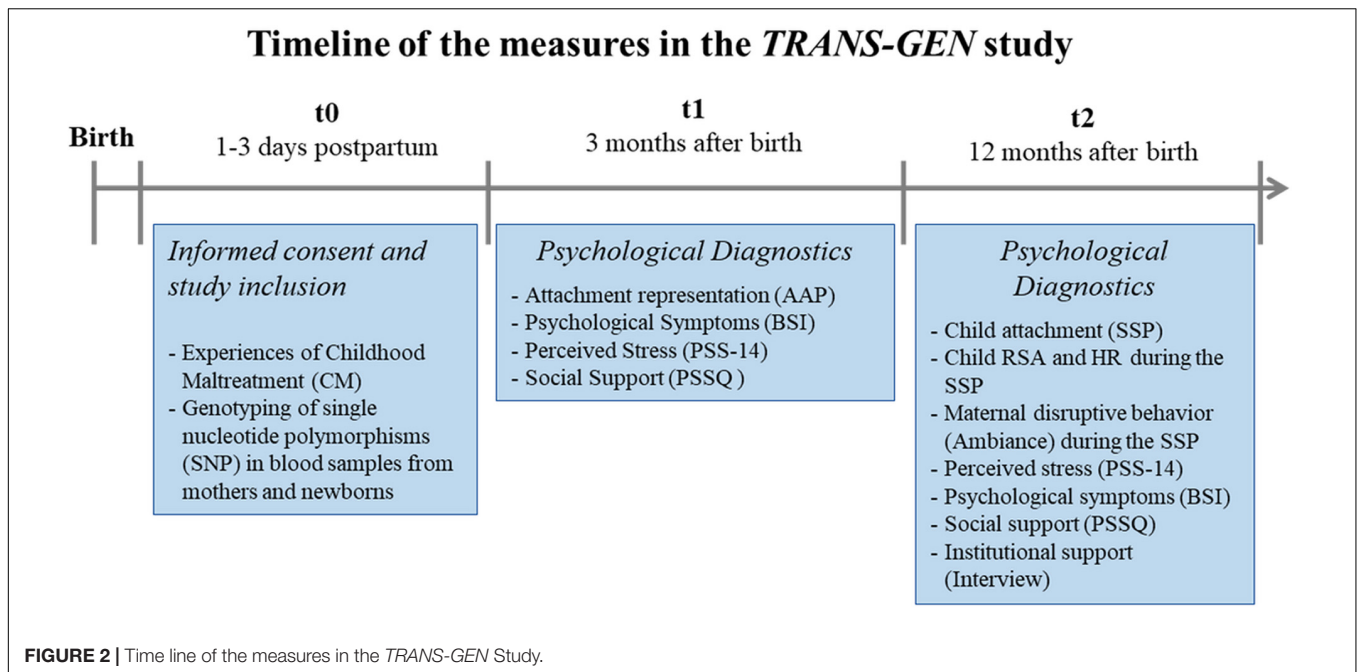 Timeline of the measures in the TRANS-GEN study
Birth
t0
1-3 days postpartum
t1
3 months after birth
t2
12 months after birth
Informed consent and
study inclusion
- Experiences of Childhood
Maltreatment (CM)
- Genotyping of single
nucleotide polymorphisms
(SNP) in blood samples from
mothers and newborns
Psychological Diagnostics
- Attachment representation (AAP)
- Psychological Symptoms (BSI)
- Perceived Stress (PSS-14)
- Social Support (PSSQ )
Psychological
Diagnostics
- Child attachment (SSP)
- Child RSA and HR during the
SSP
- Maternal disruptive behavior
(Ambiance) during the SSP
- Perceived stress (PSS-14)
- Psychological symptoms (BSI)
- Social support (PSSQ)
- Institutional support
(Interview)
FIGURE 2 | Time line of the measures in the TRANS-GEN Study.